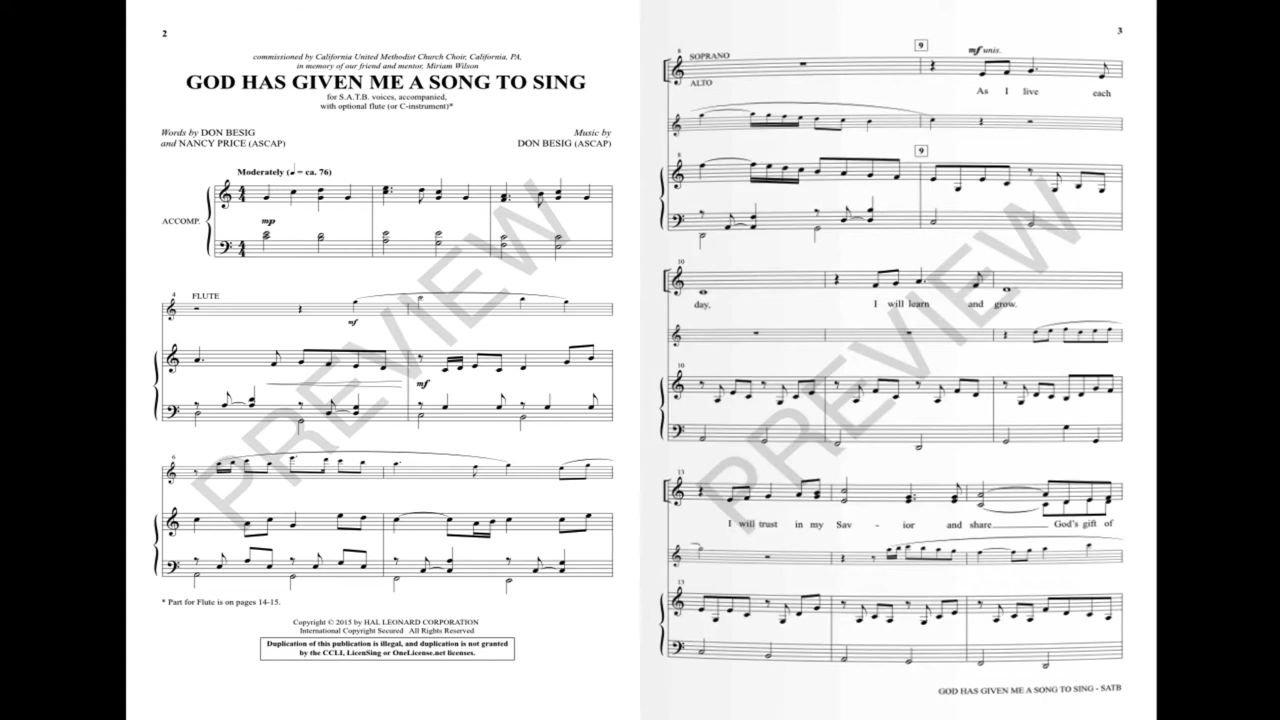 2
commissioned by California United Methodist Church Choir, California, PA,
in memory of our friend and mentor, Miriam Wilson
GOD HAS GIVEN ME A SONG TO SING
for S.A.T.B. voices, accompanied,
with optional flute (or C-instrument)*
Words by DON BESIG
and NANCY PRICE (ASCAP)
Music by
DON BESIG (ASCAP)
Moderately (♩ = ca. 76)
ACCOMP.
mp
4
FLUTE
mf
mf
6
* Part for Flute is on pages 14-15.
Copyright © 2015 by HAL LEONARD CORPORATION
International Copyright Secured All Rights Reserved
Duplication of this publication is illegal, and duplication is not granted
by the CCLI, LicenSing or OneLicense.net licenses.
PREVIEW
3
8
SOPRANO
ALTO
9
mf unis.
As I live each
8
9
10
day, I will learn and grow.
10
13
I will trust in my Sav - ior and share God's gift of
13
GOD HAS GIVEN ME A SONG TO SING - SATB
PREVIEW